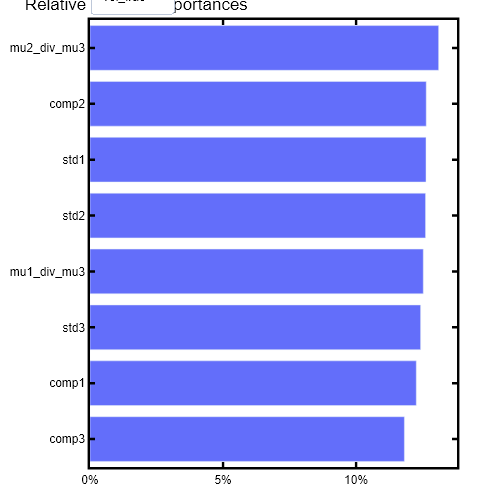 Relative portances
mu2_div_mu3
comp2
std1
std2
mu1_div_mu3
std3
comp1
comp3
0% 5% 10%